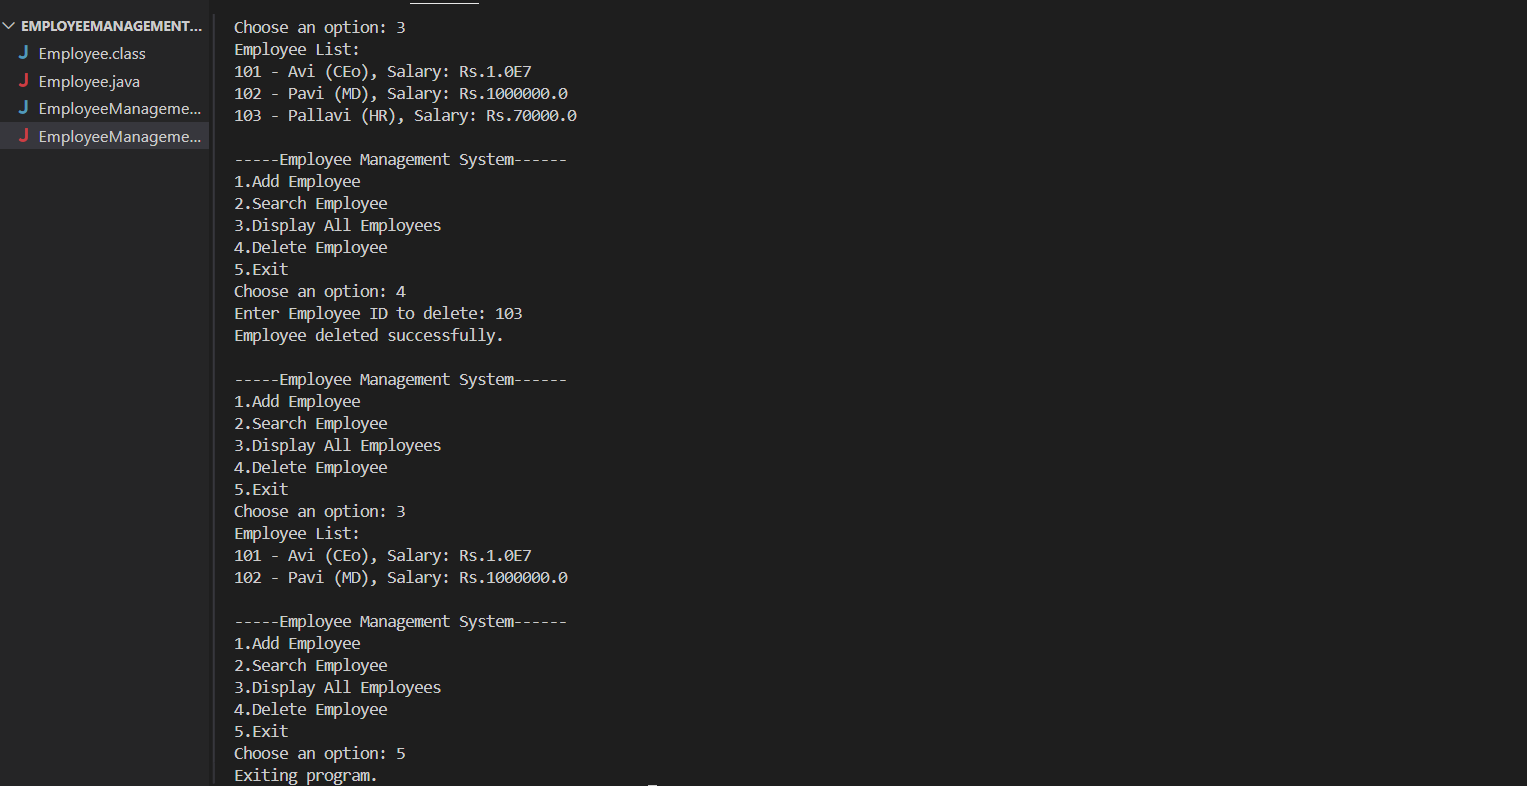 EMPLOYEEMANAGEMENT...
J Employee.class
J Employee.java
J EmployeeManageme...
J EmployeeManageme...
Choose an option: 3
Employee List:
101 - Avi (CEo), Salary: Rs.1.0E7
102 - Pavi (MD), Salary: Rs.1000000.0
103 - Pallavi (HR), Salary: Rs.70000.0
-----Employee Management System------
1.Add Employee
2.Search Employee
3.Display All Employees
4.Delete Employee
5.Exit
Choose an option: 4
Enter Employee ID to delete: 103
Employee deleted successfully.
-----Employee Management System------
1.Add Employee
2.Search Employee
3.Display All Employees
4.Delete Employee
5.Exit
Choose an option: 3
Employee List:
101 - Avi (CEo), Salary: Rs.1.0E7
102 - Pavi (MD), Salary: Rs.1000000.0
-----Employee Management System------
1.Add Employee
2.Search Employee
3.Display All Employees
4.Delete Employee
5.Exit
Choose an option: 5
Exiting program.